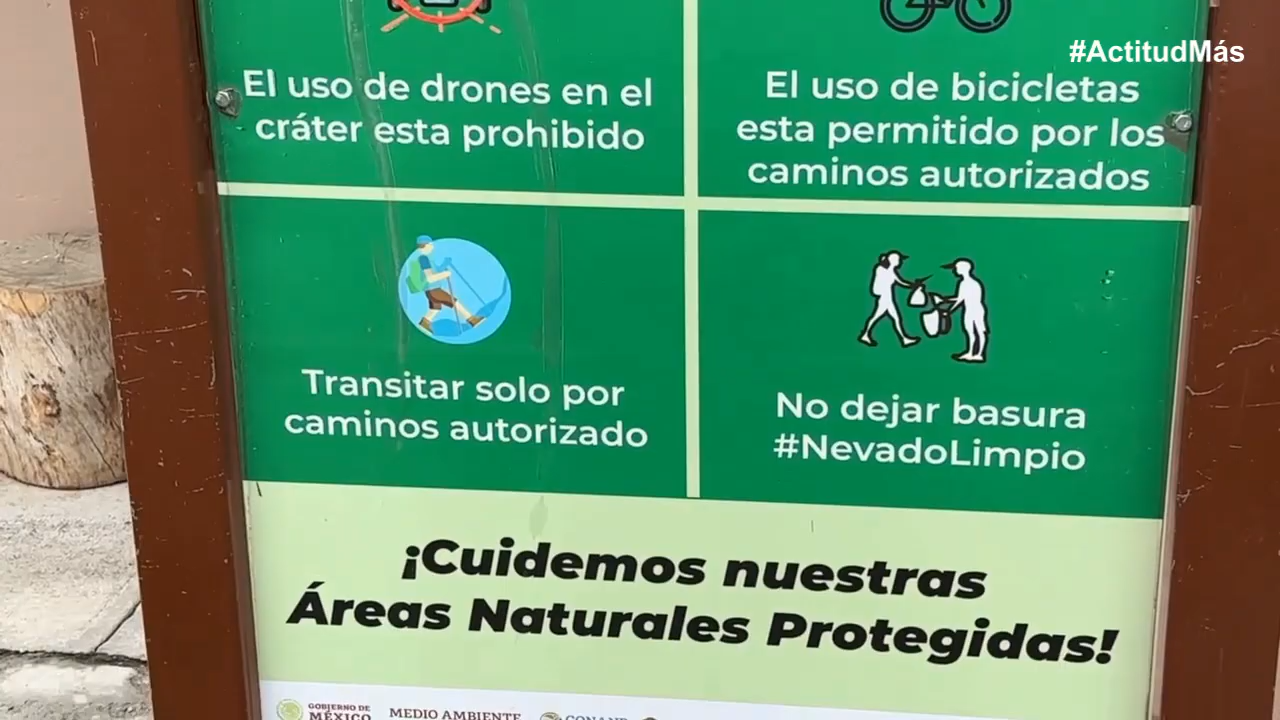 #ActitudMás
El uso de drones en el
cráter esta prohibido
El uso de bicicletas
esta permitido por los
caminos autorizados
Transitar solo por
caminos autorizado
No dejar basura
#NevadoLimpio
¡Cuidemos nuestras
Áreas Naturales Protegidas!
GOBIERNO DE
MÉXICO
MEDIO AMBIENTE